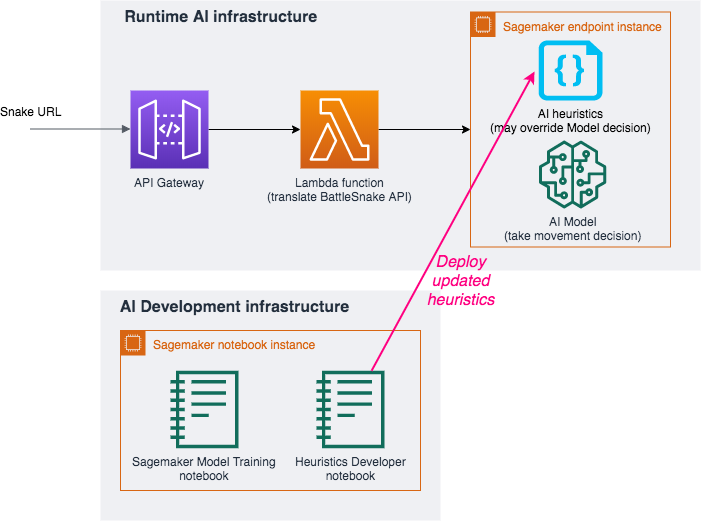 Runtime AI infrastructure
Sagemaker endpoint instance
{}
Snake URL
</>
AI heuristics
(may override Model decision)
API Gateway
Lambda function
(translate BattleSnake API)
AI Model
(take movement decision)
Deploy
updated
heuristics
AI Development infrastructure
Sagemaker notebook instance
Sagemaker Model Training
notebook
Heuristics Developer
notebook